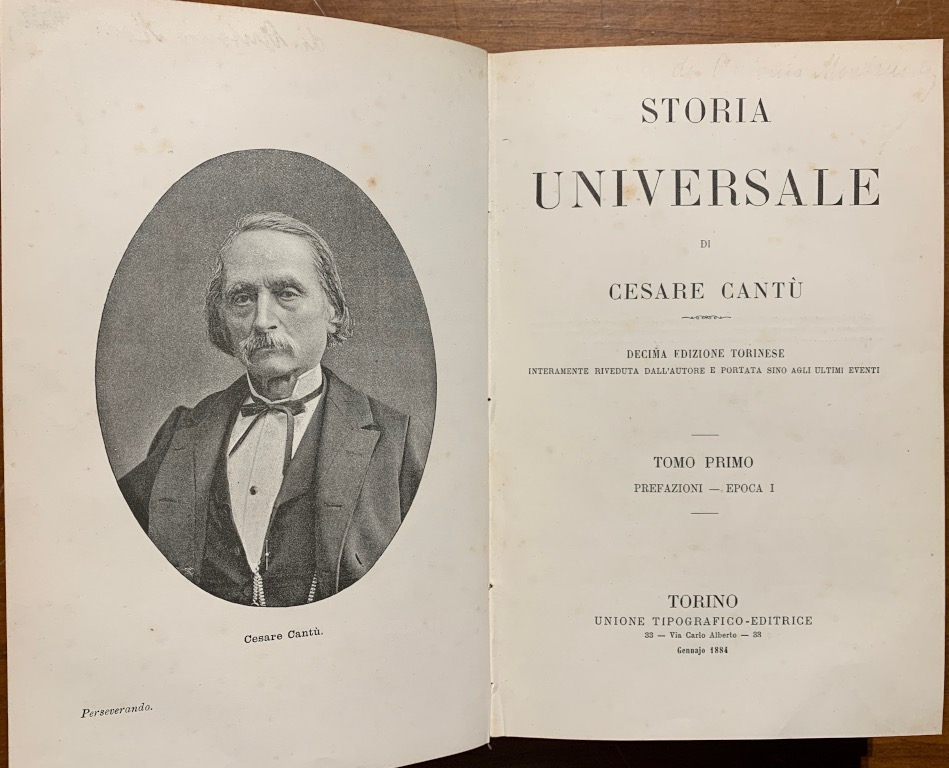 Cesare Cantù.
Perseverando.
STORIA
UNIVERSALE
DI
CESARE CANTÙ
DECIMA EDIZIONE TORINESE
INTERAMENTE RIVEDUTA DALL'AUTORE E PORTATA SINO AGLI ULTIMI EVENTI
TOMO PRIMO
PREFAZIONI — EPOCA I
TORINO
UNIONE TIPOGRAFICO-EDITRICE
33 — Via Carlo Alberto — 33
Gennajo 1884